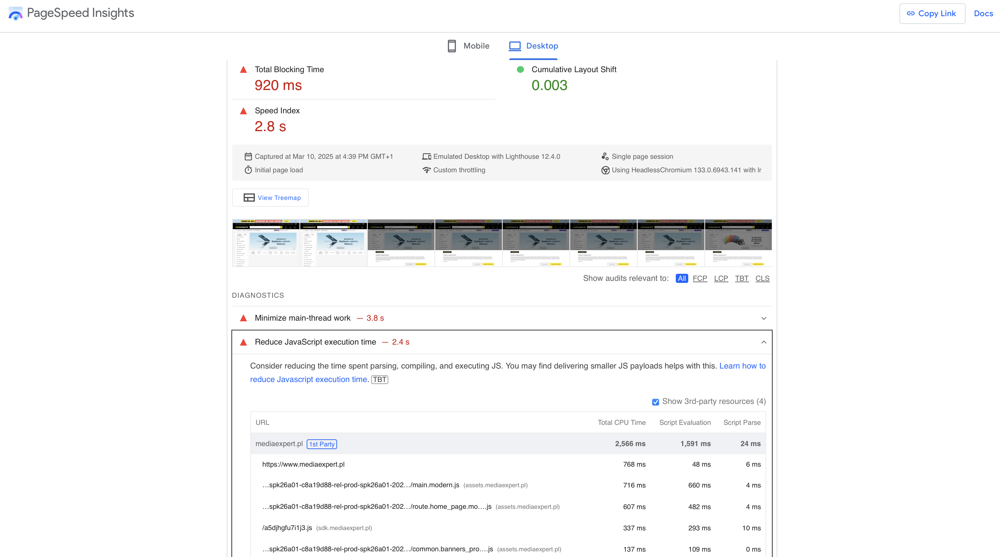 PageSpeed Insights
Copy Link
Docs
Mobile
Desktop
Total Blocking Time
920 ms
Cumulative Layout Shift
0.003
Speed Index
2.8 s
Captured at Mar 10, 2025 at 4:39 PM GMT+1
Emulated Desktop with Lighthouse 12.4.0
Single page session
Initial page load
Custom throttling
Using HeadlessChromium 133.0.6943.141 with lr
View Treemap
Show audits relevant to: All FCP LCP TBT CLS
DIAGNOSTICS
Minimize main-thread work — 3.8 s
Reduce JavaScript execution time — 2.4 s
Consider reducing the time spent parsing, compiling, and executing JS. You may find delivering smaller JS payloads helps with this. Learn how to
reduce Javascript execution time. TBT
Show 3rd-party resources (4)
URL Total CPU Time Script Evaluation Script Parse
mediaexpert.pl 1st Party 2,566 ms 1,591 ms 24 ms
https://www.mediaexpert.pl 768 ms 48 ms 6 ms
…spk26a01-c8a19d88-rel-prod-spk26a01-202…/main.modern.js (assets.mediaexpert.pl) 716 ms 660 ms 4 ms
…spk26a01-c8a19d88-rel-prod-spk26a01-202…/route.home_page.mo….js (assets.mediaexpert.pl) 607 ms 482 ms 4 ms
/a5djhgfu7i1j3.js (sdk.mediaexpert.pl) 337 ms 293 ms 10 ms
…spk26a01-c8a19d88-rel-prod-spk26a01-202…/common.banners_pro….js (assets.mediaexpert.pl) 137 ms 109 ms 0 ms